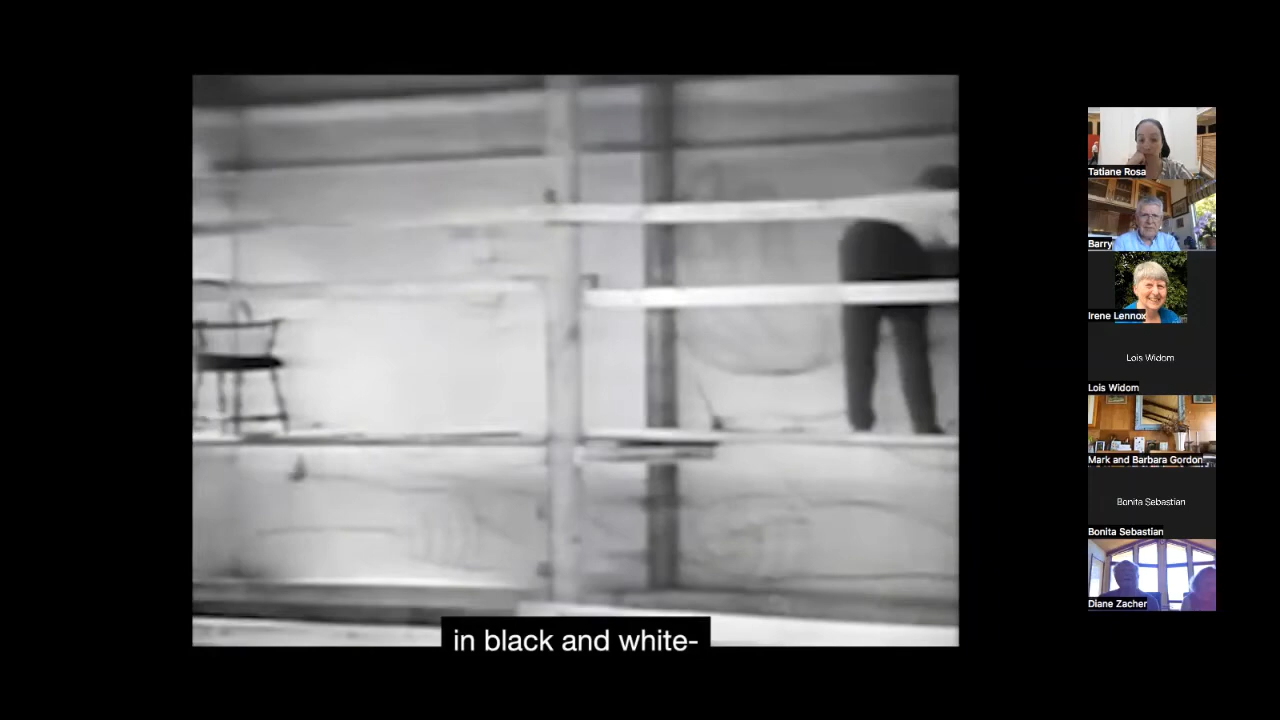 in black and white-
Tatiane Rosa
Barry
Irene Lennox
Lois Widom
Lois Widom
Mark and Barbara Gordon
Bonita Sebastian
Bonita Sebastian
Diane Zacher